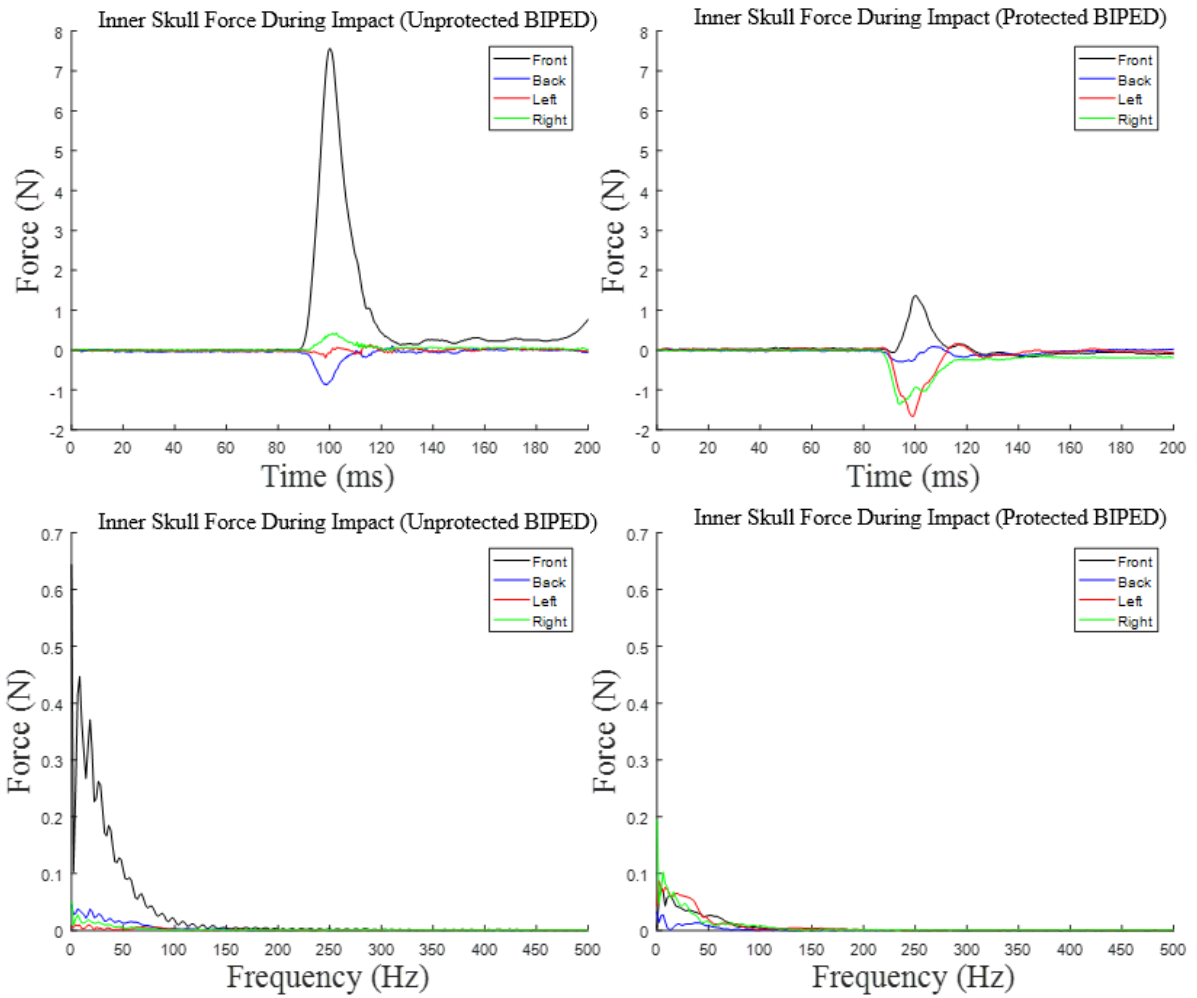 Inner Skull Force During Impact (Unprotected BIPED)
8
7
6
5
4
3
2
1
0
-1
-2
Force (N)
Front
Back
Left
Right
0 20 40 60 80 100 120 140 160 180 200
Time (ms)
Inner Skull Force During Impact (Protected BIPED)
8
7
6
5
4
3
2
1
0
-1
-2
Force (N)
Front
Back
Left
Right
0 20 40 60 80 100 120 140 160 180 200
Time (ms)
Inner Skull Force During Impact (Unprotected BIPED)
0.7
0.6
0.5
0.4
0.3
0.2
0.1
0
Force (N)
Front
Back
Left
Right
0 50 100 150 200 250 300 350 400 450 500
Frequency (Hz)
Inner Skull Force During Impact (Protected BIPED)
0.7
0.6
0.5
0.4
0.3
0.2
0.1
0
Force (N)
Front
Back
Left
Right
0 50 100 150 200 250 300 350 400 450 500
Frequency (Hz)